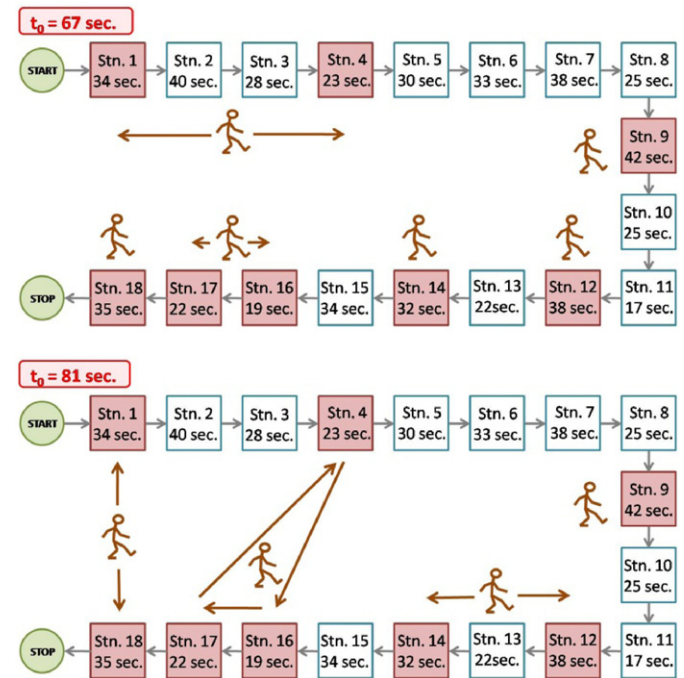 t0 = 67 sec.
START
Stn. 1
34 sec.
Stn. 2
40 sec.
Stn. 3
28 sec.
Stn. 4
23 sec.
Stn. 5
30 sec.
Stn. 6
33 sec.
Stn. 7
38 sec.
Stn. 8
25 sec.
Stn. 9
42 sec.
Stn. 10
25 sec.
STOP
Stn. 18
35 sec.
Stn. 17
22 sec.
Stn. 16
19 sec.
Stn. 15
34 sec.
Stn. 14
32 sec.
Stn. 13
22sec.
Stn. 12
38 sec.
Stn. 11
17 sec.
t0 = 81 sec.
START
Stn. 1
34 sec.
Stn. 2
40 sec.
Stn. 3
28 sec.
Stn. 4
23 sec.
Stn. 5
30 sec.
Stn. 6
33 sec.
Stn. 7
38 sec.
Stn. 8
25 sec.
Stn. 9
42 sec.
Stn. 10
25 sec.
STOP
Stn. 18
35 sec.
Stn. 17
22 sec.
Stn. 16
19 sec.
Stn. 15
34 sec.
Stn. 14
32 sec.
Stn. 13
22sec.
Stn. 12
38 sec.
Stn. 11
17 sec.